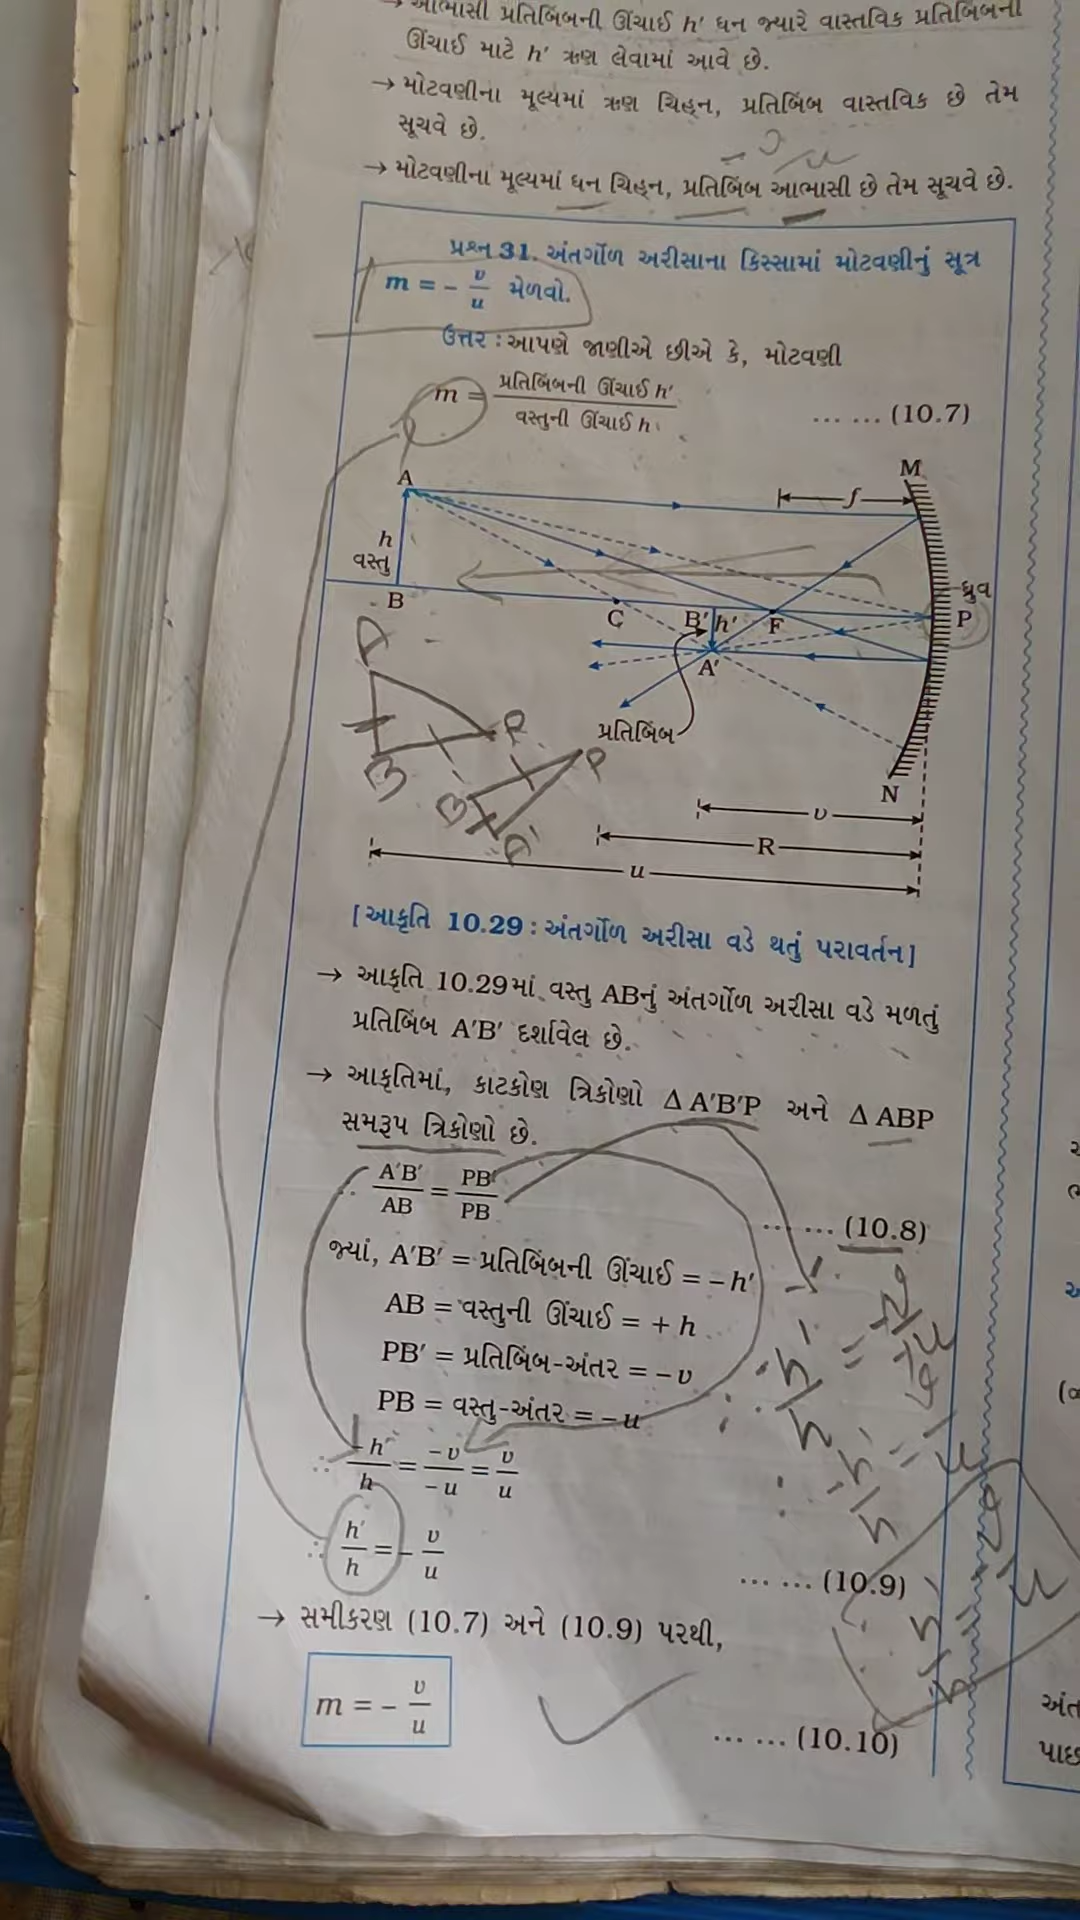 → આભાસી પ્રતિબિંબની ઊંચાઈ h′ ધન જ્યારે વાસ્તવિક પ્રતિબિંબની
ઊંચાઈ માટે h′ ઋણ લેવામાં આવે છે.
→ મોટવણીના મૂલ્યમાં ઋણ ચિહ્ન, પ્રતિબિંબ વાસ્તવિક છે તેમ
સૂચવે છે.
→ મોટવણીના મૂલ્યમાં ધન ચિહ્ન, પ્રતિબિંબ આભાસી છે તેમ સૂચવે છે.
પ્રશ્ન 31. અંતર્ગોળ અરીસાના કિસ્સામાં મોટવણીનું સૂત્ર
m = - υ/u મેળવો.
ઉત્તર : આપણે જાણીએ છીએ કે, મોટવણી
m = પ્રતિબિંબની ઊંચાઈ h′ / વસ્તુની ઊંચાઈ h ...... (10.7)
M
A
f
h
વસ્તુ
ધ્રુવ
B C B′ h′ F P
A′
પ્રતિબિંબ
A
B
P
P
B
A′
N
υ
R
u
[આકૃતિ 10.29 : અંતર્ગોળ અરીસા વડે થતું પરાવર્તન]
→ આકૃતિ 10.29માં વસ્તુ ABનું અંતર્ગોળ અરીસા વડે મળતું
પ્રતિબિંબ A′B′ દર્શાવેલ છે.
→ આકૃતિમાં, કાટકોણ ત્રિકોણો Δ A′B′P અને Δ ABP
સમરૂપ ત્રિકોણો છે.
∴ A′B′/AB = PB′/PB ...... (10.8)
જ્યાં, A′B′ = પ્રતિબિંબની ઊંચાઈ = – h′
AB = વસ્તુની ઊંચાઈ = + h
PB′ = પ્રતિબિંબ-અંતર = – υ
PB = વસ્તુ-અંતર = – u
∴ –h′/h = –υ/–u = υ/u
∴ h′/h = – υ/u ...... (10.9)
→ સમીકરણ (10.7) અને (10.9) પરથી,
m = – υ/u ...... (10.10)
અંત
પાછ